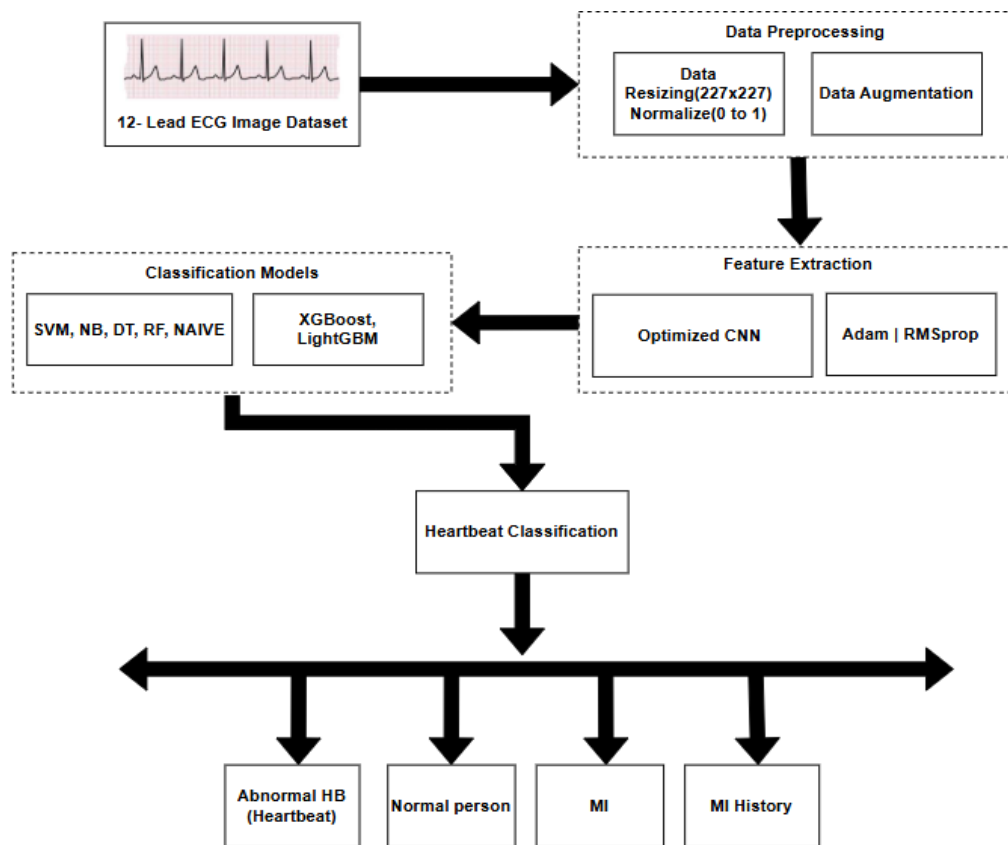 12- Lead ECG Image Dataset
Data Preprocessing
Data
Resizing(227x227)
Normalize(0 to 1)
Data Augmentation
Feature Extraction
Optimized CNN
Adam | RMSprop
Classification Models
SVM, NB, DT, RF, NAIVE
XGBoost,
LightGBM
Heartbeat Classification
Abnormal HB
(Heartbeat)
Normal person
MI
MI History